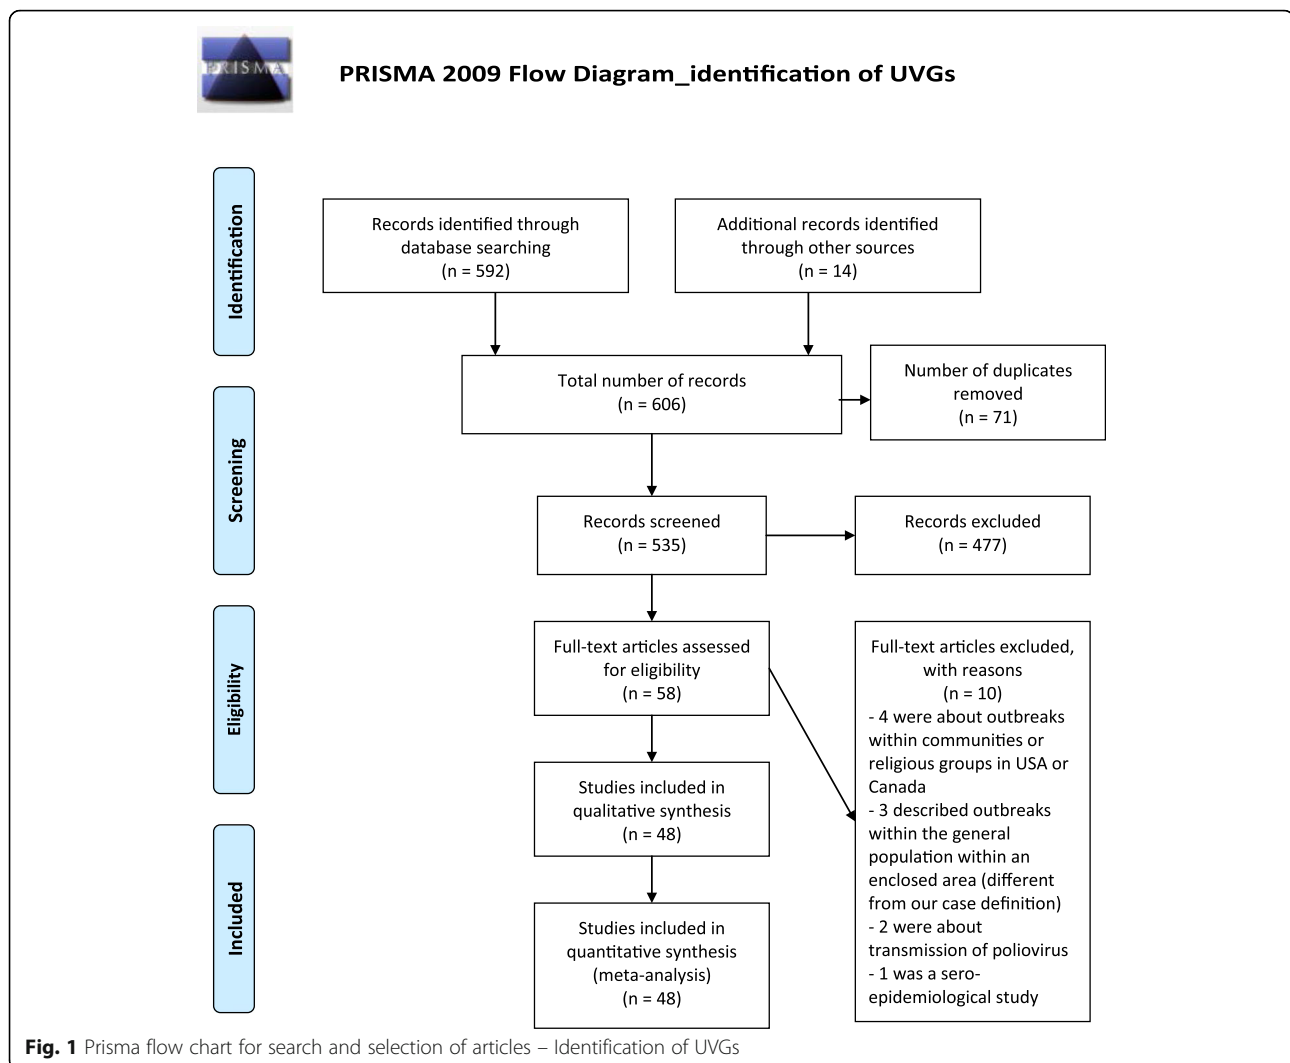 PRISMA
PRISMA 2009 Flow Diagram_identification of UVGs
Identification
Records identified through
database searching
(n = 592)
Additional records identified
through other sources
(n = 14)
Total number of records
(n = 606)
Number of duplicates
removed
(n = 71)
Screening
Records screened
(n = 535)
Records excluded
(n = 477)
Eligibility
Full-text articles assessed
for eligibility
(n = 58)
Full-text articles excluded,
with reasons
(n = 10)
- 4 were about outbreaks
within communities or
religious groups in USA or
Canada
- 3 described outbreaks
within the general
population within an
enclosed area (different
from our case definition)
- 2 were about
transmission of poliovirus
- 1 was a sero-
epidemiological study
Studies included in
qualitative synthesis
(n = 48)
Included
Studies included in
quantitative synthesis
(meta-analysis)
(n = 48)
Fig. 1 Prisma flow chart for search and selection of articles – Identification of UVGs